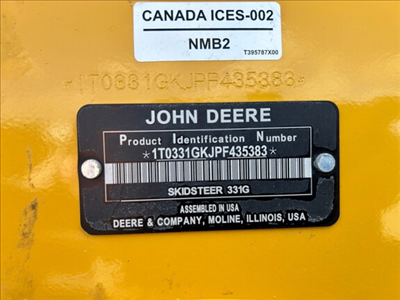 CANADA ICES-002
NMB2
T395787X00
*1T0331GKJPF435383*
JOHN DEERE
Product Identification Number
*1T0331GKJPF435383*
SKIDSTEER 331G
ASSEMBLED IN USA
DEERE & COMPANY, MOLINE, ILLINOIS, USA